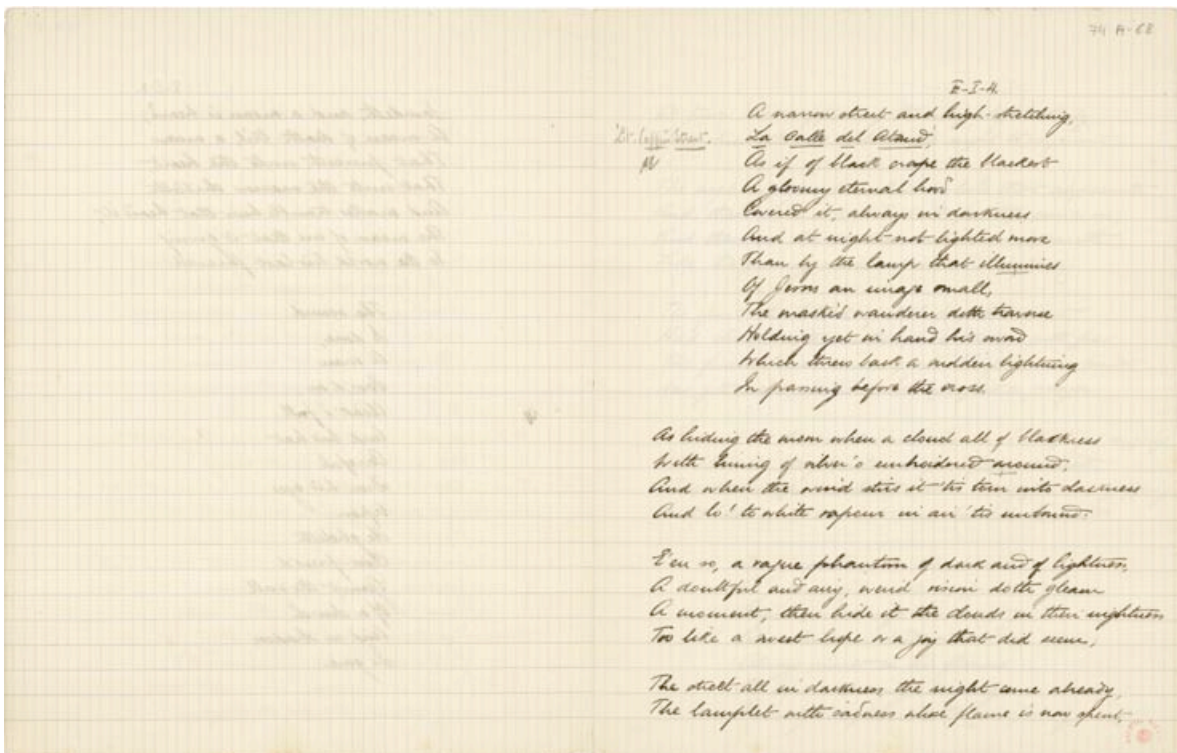 74 A-68
E-I-4.
A narrow street and high-stretching,
La Calle del Ataud,
'Lit. Coffin Street.
As if of black crape the blackest
A gloomy eternal hood
Covered it, always in darkness
And at night not lighted more
Than by the lamp that illumines
Of Jesus an image small,
The masked wanderer doth traverse
Holding yet in hand his sword
Which threw back a sudden lightning
In passing before the cross.
As hiding the moon when a cloud all of blackness
With lining of silver's embroidered around,
And when the wind stirs it 'tis torn into darkness
And lo! to white vapour in air 'tis unbound:
E'en so, a vague phantom of dark and of lightness,
A doubtful and airy, weird vision doth gleam
A moment, then hide it the clouds in their nightness
Too like a sweet hope or a joy that did seem,
The street all in darkness the night come already,
The lamplet with sadness whose flame is now spent,